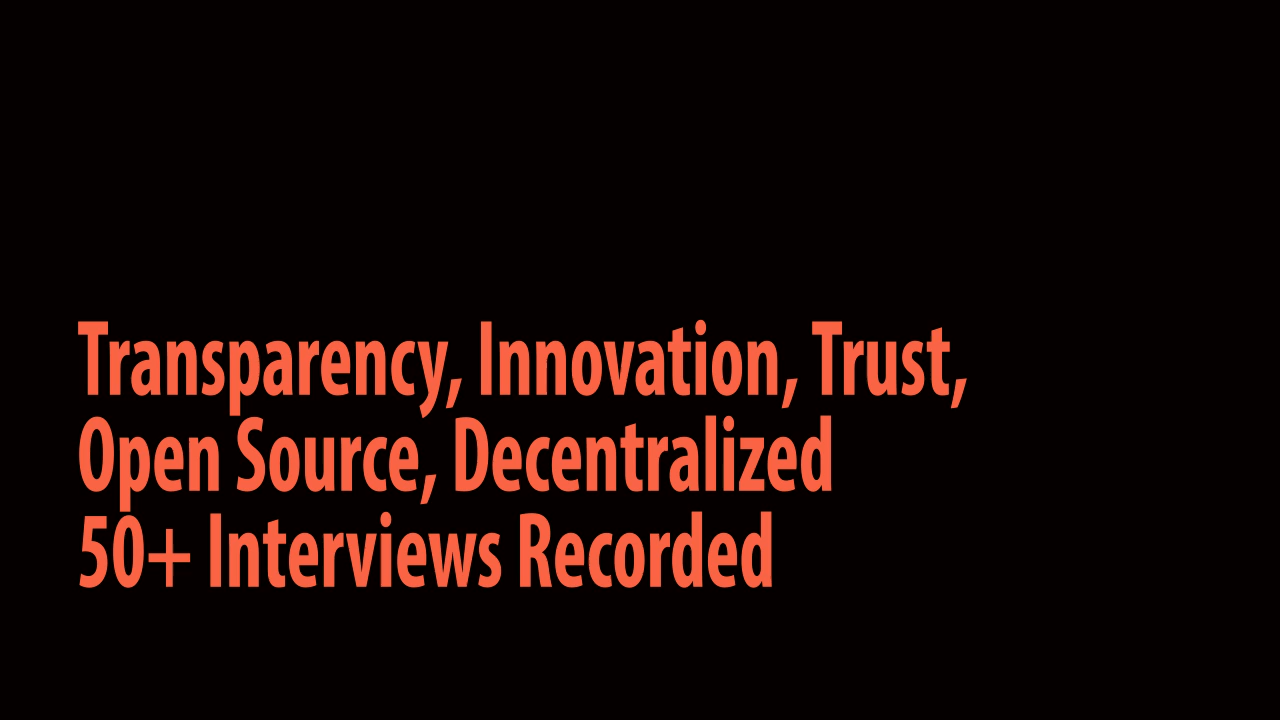 Transparency, Innovation, Trust,
Open Source, Decentralized
50+ Interviews Recorded